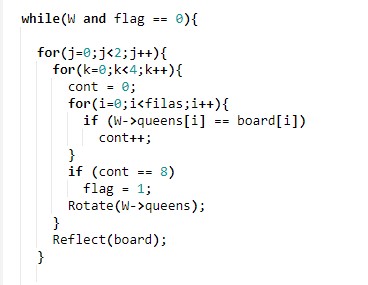 while(W and flag == 0){
for(j=0;j<2;j++){
for(k=0;k<4;k++){
cont = 0;
for(i=0;i<filas;i++){
if (W->queens[i] == board[i])
cont++;
}
if (cont == 8)
flag = 1;
Rotate(W->queens);
}
Reflect(board);
}